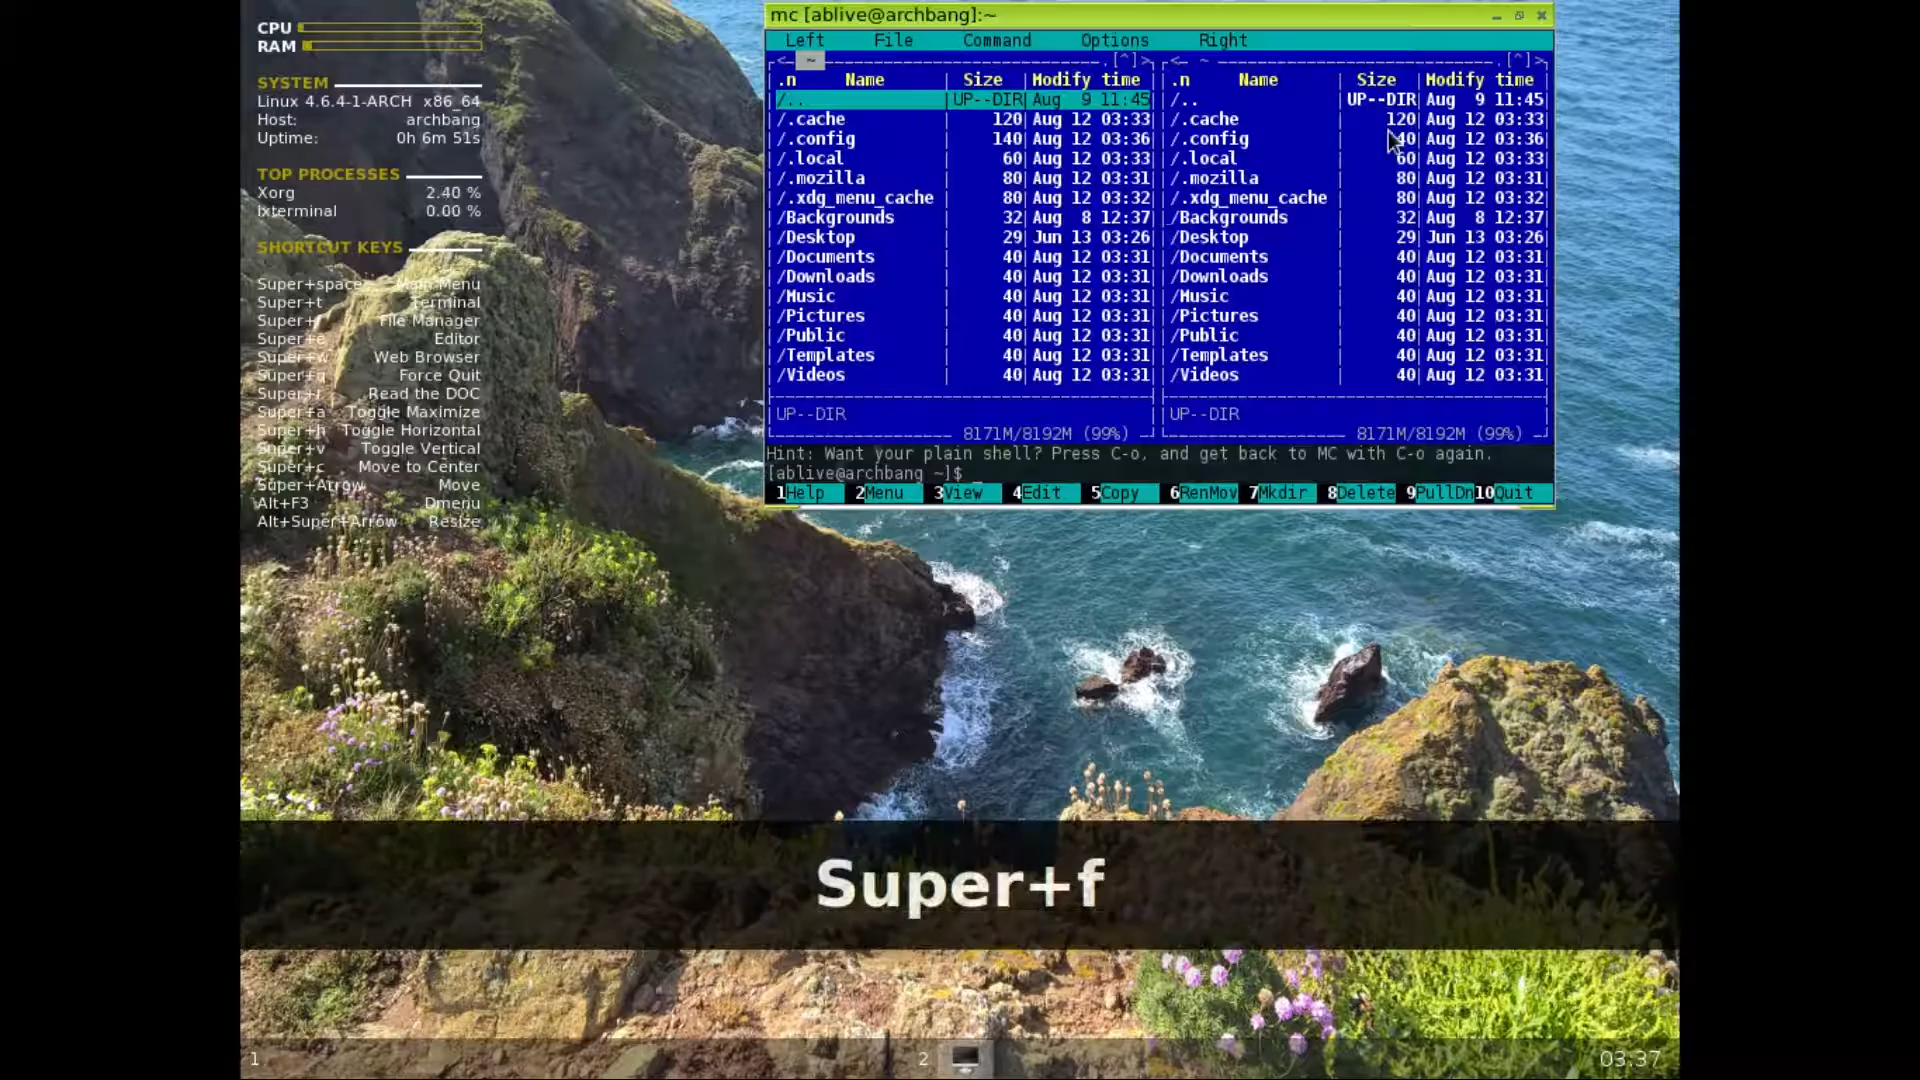 CPU
RAM
SYSTEM
Linux 4.6.4-1-ARCH x86_64
Host: archbang
Uptime: 0h 6m 51s
TOP PROCESSES
Xorg 2.40 %
lxterminal 0.00 %
SHORTCUT KEYS
Super+space Main Menu
Super+t Terminal
Super+f File Manager
Super+e Editor
Super+w Web Browser
Super+q Force Quit
Super+r Read the DOC
Super+a Toggle Maximize
Super+h Toggle Horizontal
Super+v Toggle Vertical
Super+c Move to Center
Super+Arrow Move
Alt+F3 Dmenu
Alt+Super+Arrow Resize
mc [ablive@archbang]:~
Left File Command Options Right
<- ~ .[^]> <- ~ .[^]>
.n Name Size Modify time .n Name Size Modify time
/.. UP--DIR Aug 9 11:45 /.. UP--DIR Aug 9 11:45
/.cache 120 Aug 12 03:33 /.cache 120 Aug 12 03:33
/.config 140 Aug 12 03:36 /.config 40 Aug 12 03:36
/.local 60 Aug 12 03:33 /.local 60 Aug 12 03:33
/.mozilla 80 Aug 12 03:31 /.mozilla 80 Aug 12 03:31
/.xdg_menu_cache 80 Aug 12 03:32 /.xdg_menu_cache 80 Aug 12 03:32
/Backgrounds 32 Aug 8 12:37 /Backgrounds 32 Aug 8 12:37
/Desktop 29 Jun 13 03:26 /Desktop 29 Jun 13 03:26
/Documents 40 Aug 12 03:31 /Documents 40 Aug 12 03:31
/Downloads 40 Aug 12 03:31 /Downloads 40 Aug 12 03:31
/Music 40 Aug 12 03:31 /Music 40 Aug 12 03:31
/Pictures 40 Aug 12 03:31 /Pictures 40 Aug 12 03:31
/Public 40 Aug 12 03:31 /Public 40 Aug 12 03:31
/Templates 40 Aug 12 03:31 /Templates 40 Aug 12 03:31
/Videos 40 Aug 12 03:31 /Videos 40 Aug 12 03:31
UP--DIR UP--DIR
8171M/8192M (99%) 8171M/8192M (99%)
Hint: Want your plain shell? Press C-o, and get back to MC with C-o again.
[ablive@archbang ~]$ _
1Help 2Menu 3View 4Edit 5Copy 6RenMov 7Mkdir 8Delete 9PullDn 10Quit
Super+f
1 2 03.37